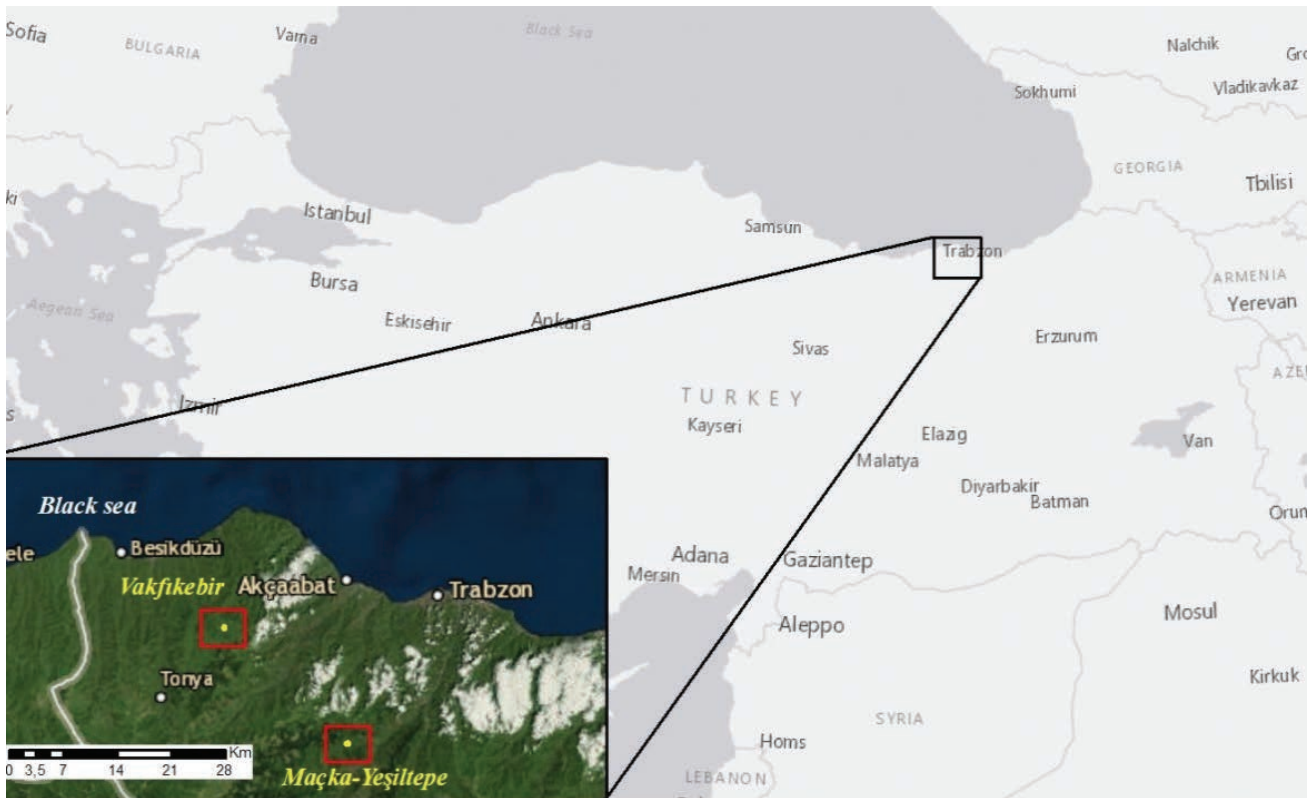 Sofia
BULGARIA
Varna
Black Sea
Nalchik
Gro
Sokhumi
Vladikavkaz
GEORGIA
Tbilisi
ki
Istanbul
Samsun
Trabzon
ARMENIA
Yerevan
Bursa
Aegean Sea
Eskisehir
Ankara
Erzurum
Sivas
AZE
TURKEY
Izmir
s
Kayseri
Elazig
Malatya
Van
Diyarbakir
Batman
Orum
Adana
Gaziantep
Mersin
Aleppo
Mosul
Kirkuk
SYRIA
Homs
LEBANON
Black sea
ele
Besikdüzü
Vakfıkebir
Akçaabat
Trabzon
Tonya
Km
0 3,5 7 14 21 28
Maçka-Yeşiltepe